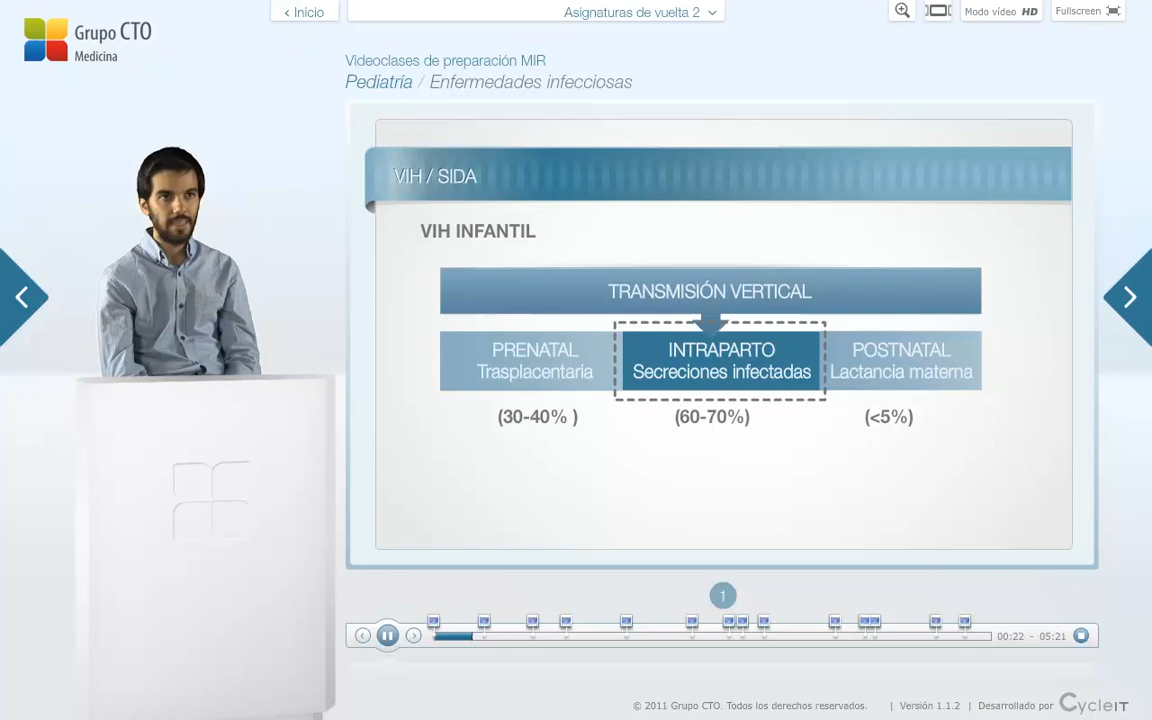 ‹ Inicio
Asignaturas de vuelta 2
Modo vídeo HD
Fullscreen
Grupo CTO
Medicina
Videoclases de preparación MIR
Pediatría / Enfermedades infecciosas
VIH / SIDA
VIH INFANTIL
TRANSMISIÓN VERTICAL
PRENATAL
Trasplacentaria
INTRAPARTO
Secreciones infectadas
POSTNATAL
Lactancia materna
(30-40% )
(60-70%)
(<5%)
1
00:22 - 05:21
© 2011 Grupo CTO. Todos los derechos reservados. | Versión 1.1.2 | Desarrollado por CycleIT